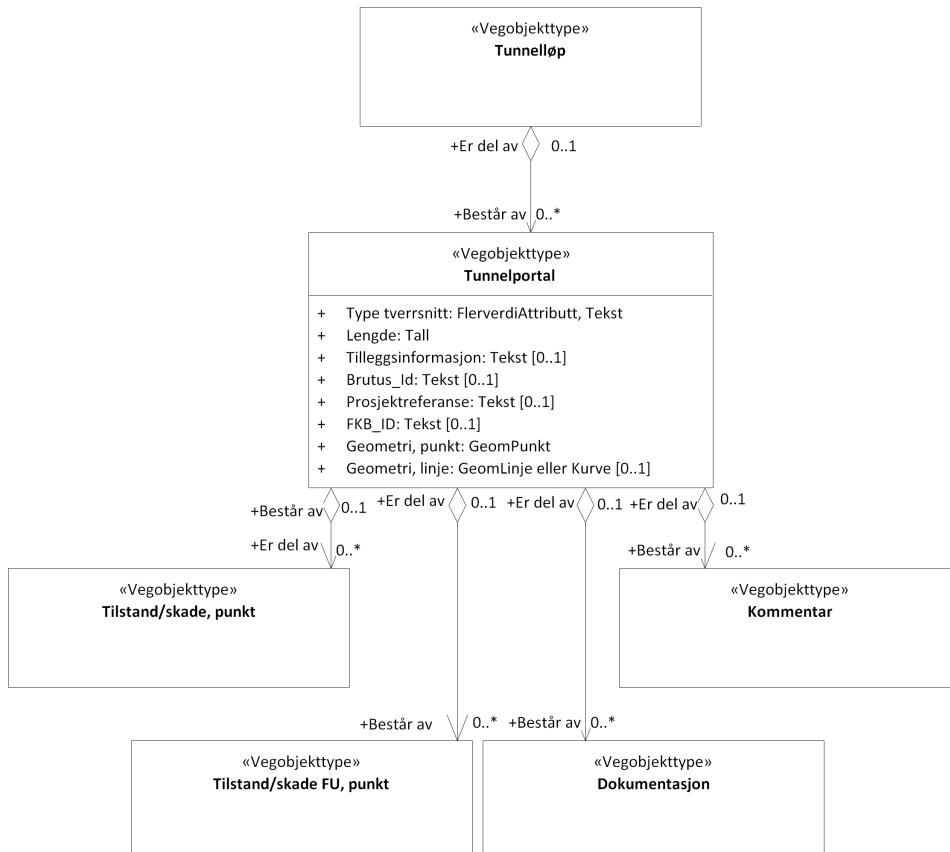 «Vegobjekttype»
Tunnelløp
+Er del av 0..1
+Består av 0..*
«Vegobjekttype»
Tunnelportal
+ Type tverrsnitt: FlerverdiAttributt, Tekst
+ Lengde: Tall
+ Tilleggsinformasjon: Tekst [0..1]
+ Brutus_Id: Tekst [0..1]
+ Prosjektreferanse: Tekst [0..1]
+ FKB_ID: Tekst [0..1]
+ Geometri, punkt: GeomPunkt
+ Geometri, linje: GeomLinje eller Kurve [0..1]
+Består av 0..1 +Er del av 0..1 +Er del av 0..1 +Er del av 0..1
+Er del av 0..* +Består av 0..*
«Vegobjekttype»
Tilstand/skade, punkt
«Vegobjekttype»
Kommentar
+Består av 0..* +Består av 0..*
«Vegobjekttype»
Tilstand/skade FU, punkt
«Vegobjekttype»
Dokumentasjon